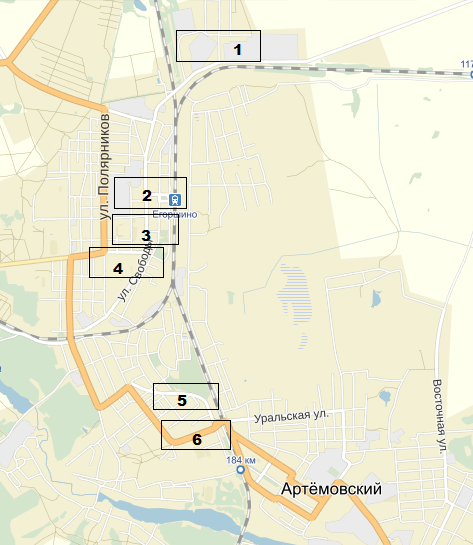 1
117
ул. Полярников
2
Егоршино
3
ул. Свободы
4
5
Уральская ул.
Восточная ул.
6
184 км
Артёмовский